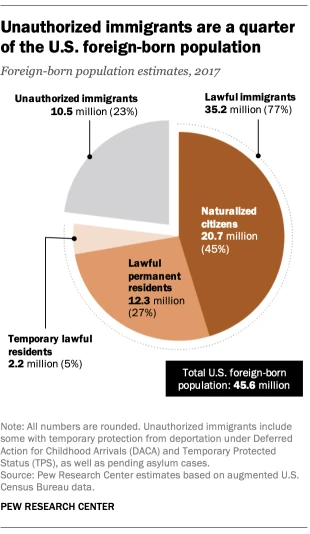 Unauthorized immigrants are a quarter
of the U.S. foreign-born population
Foreign-born population estimates, 2017
Unauthorized immigrants
10.5 million (23%)
Lawful immigrants
35.2 million (77%)
Naturalized
citizens
20.7 million
(45%)
Lawful
permanent
residents
12.3 million
(27%)
Temporary lawful
residents
2.2 million (5%)
Total U.S. foreign-born
population: 45.6 million
Note: All numbers are rounded. Unauthorized immigrants include
some with temporary protection from deportation under Deferred
Action for Childhood Arrivals (DACA) and Temporary Protected
Status (TPS), as well as pending asylum cases.
Source: Pew Research Center estimates based on augmented U.S.
Census Bureau data.
PEW RESEARCH CENTER